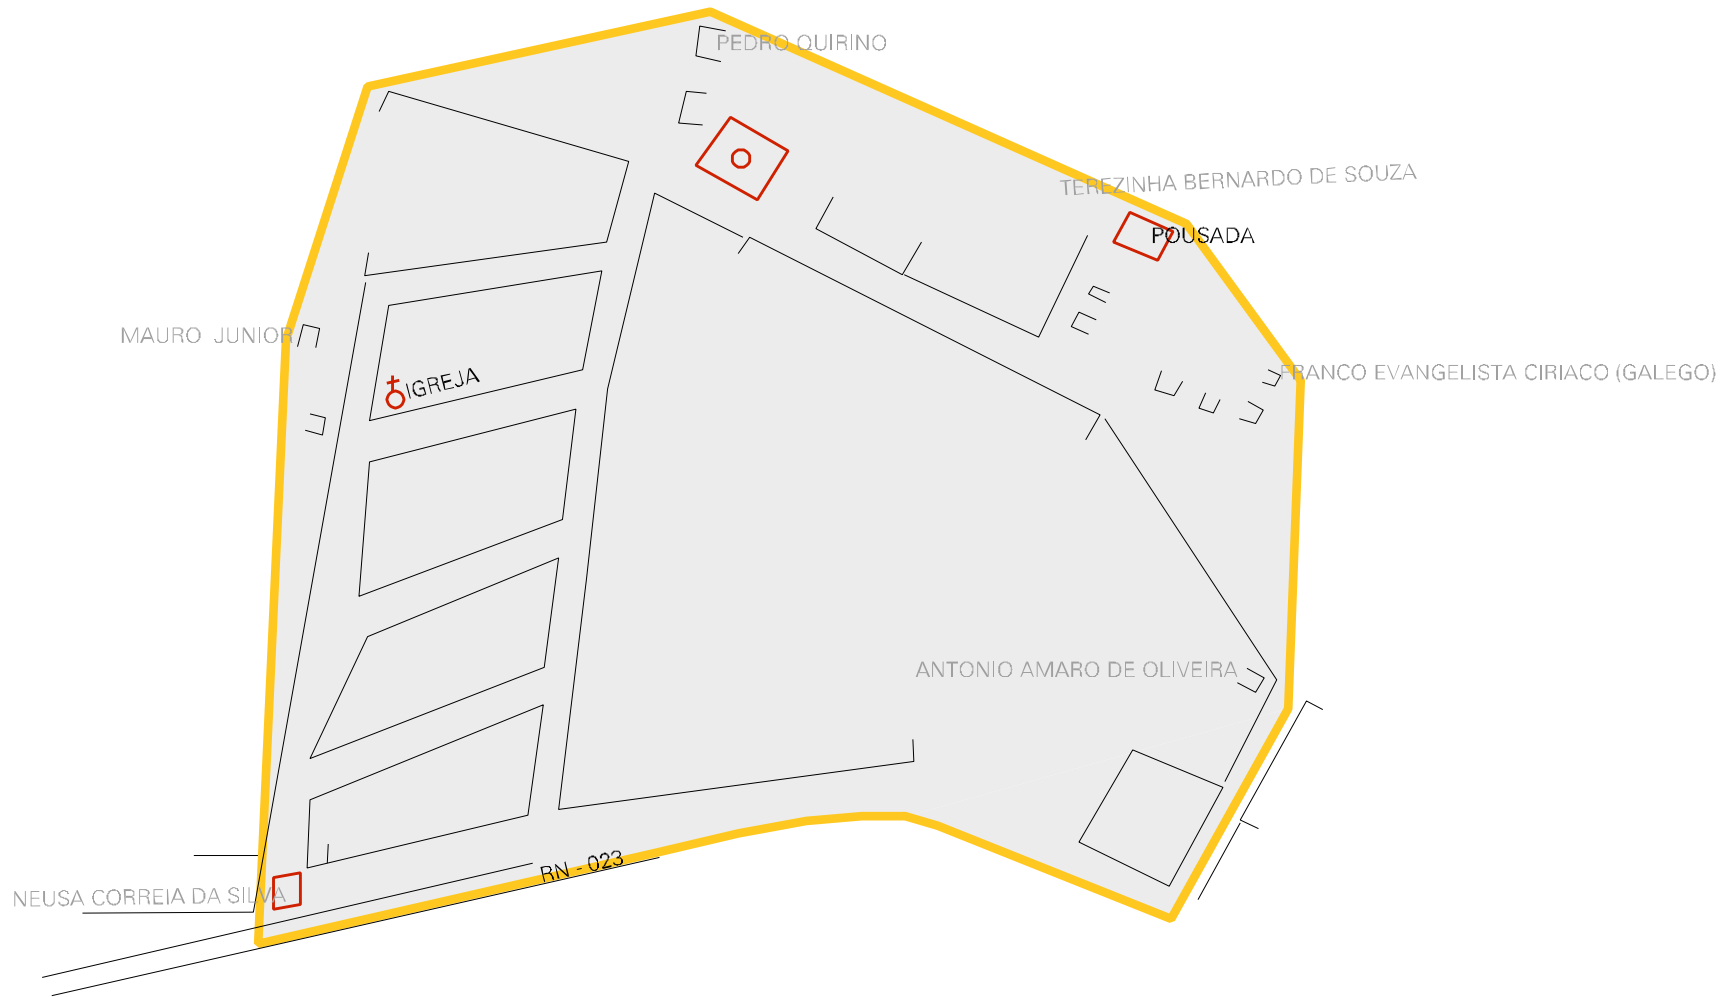 PEDRO QUIRINO
TEREZINHA BERNARDO DE SOUZA
POUSADA
MAURO JUNIOR
IGREJA
FRANCO EVANGELISTA CIRIACO (GALEGO)
ANTONIO AMARO DE OLIVEIRA
RN - 023
NEUSA CORREIA DA SILVA